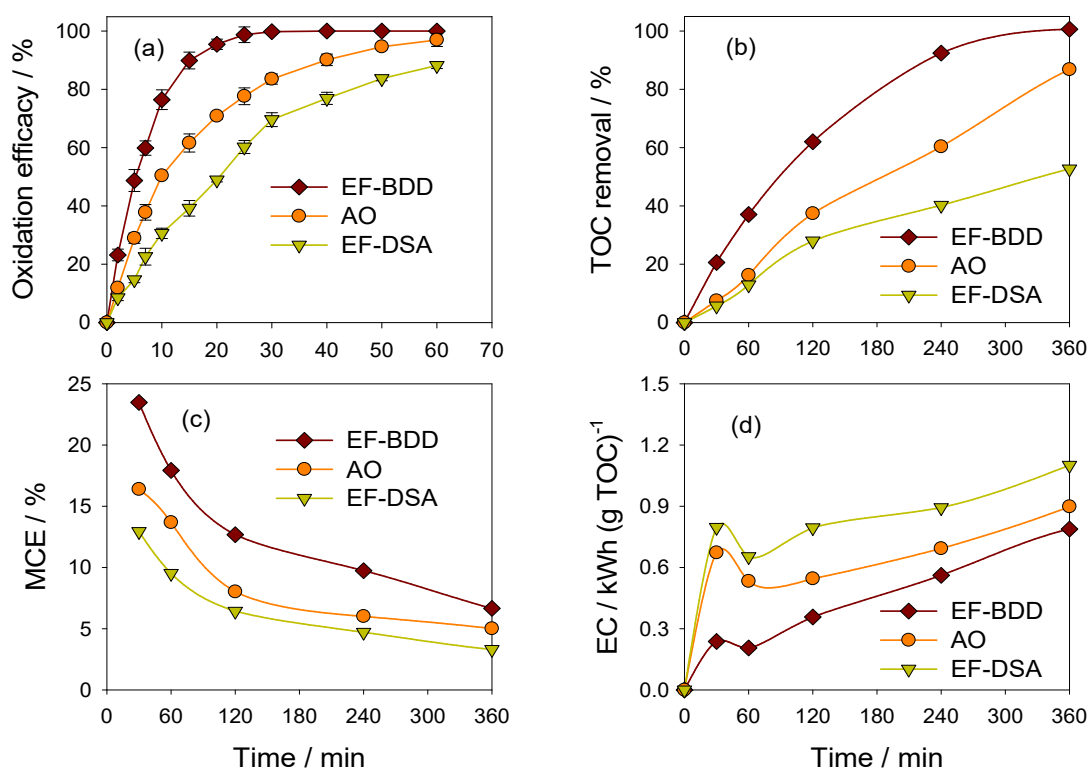 (a)
Oxidation efficacy / %
100
80
60
40
20
0
EF-BDD
AO
EF-DSA
0 10 20 30 40 50 60 70
(b)
TOC removal / %
100
80
60
40
20
0
EF-BDD
AO
EF-DSA
0 60 120 180 240 300 360
(c)
MCE / %
25
20
15
10
5
0
EF-BDD
AO
EF-DSA
0 60 120 180 240 300 360
Time / min
(d)
EC / kWh (g TOC)⁻¹
1.5
1.2
0.9
0.6
0.3
0.0
EF-BDD
AO
EF-DSA
0 60 120 180 240 300 360
Time / min